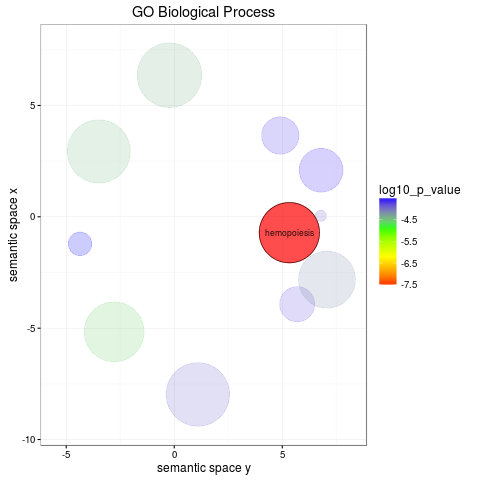 GO Biological Process
semantic space x
5
0
-5
-10
hemopoiesis
-5
0
5
semantic space y
log10_p_value
-4.5
-5.5
-6.5
-7.5